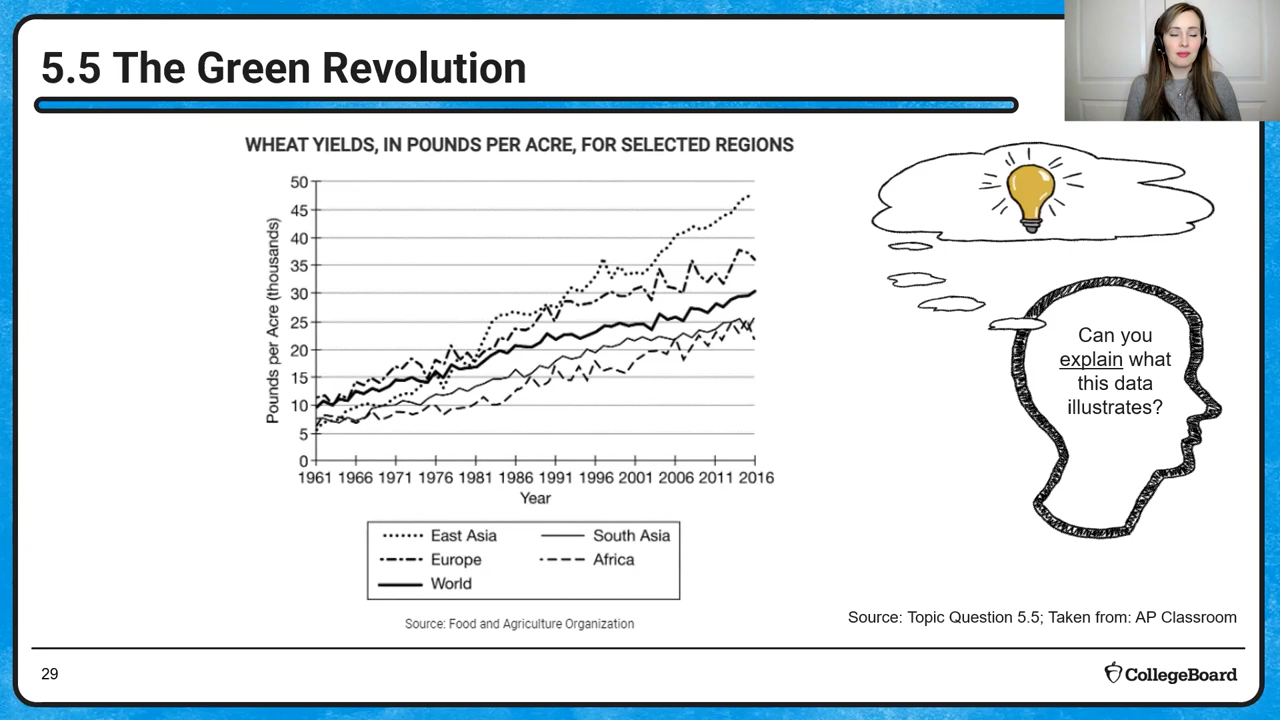 5.5 The Green Revolution
WHEAT YIELDS, IN POUNDS PER ACRE, FOR SELECTED REGIONS
Pounds per Acre (thousands)
50
45
40
35
30
25
20
15
10
5
0
1961 1966 1971 1976 1981 1986 1991 1996 2001 2006 2011 2016
Year
East Asia South Asia
Europe Africa
World
Source: Food and Agriculture Organization
Can you
explain what
this data
illustrates?
Source: Topic Question 5.5; Taken from: AP Classroom
29
CollegeBoard